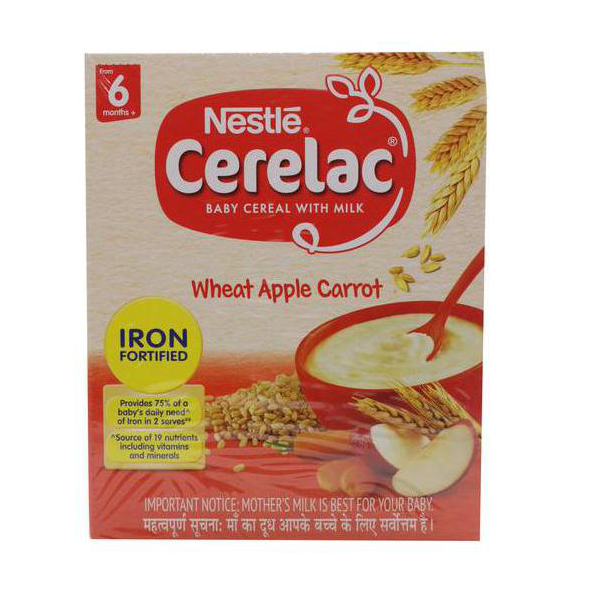 From
6
months +
Nestlé®
Cerelac®
BABY CEREAL WITH MILK
Wheat Apple Carrot
IRON
FORTIFIED
Provides 75% of a
baby's daily need^
of Iron in 2 serves**
^Source of 19 nutrients
including vitamins
and minerals
IMPORTANT NOTICE: MOTHER'S MILK IS BEST FOR YOUR BABY.
महत्वपूर्ण सूचना: माँ का दूध आपके बच्चे के लिए सर्वोत्तम है।